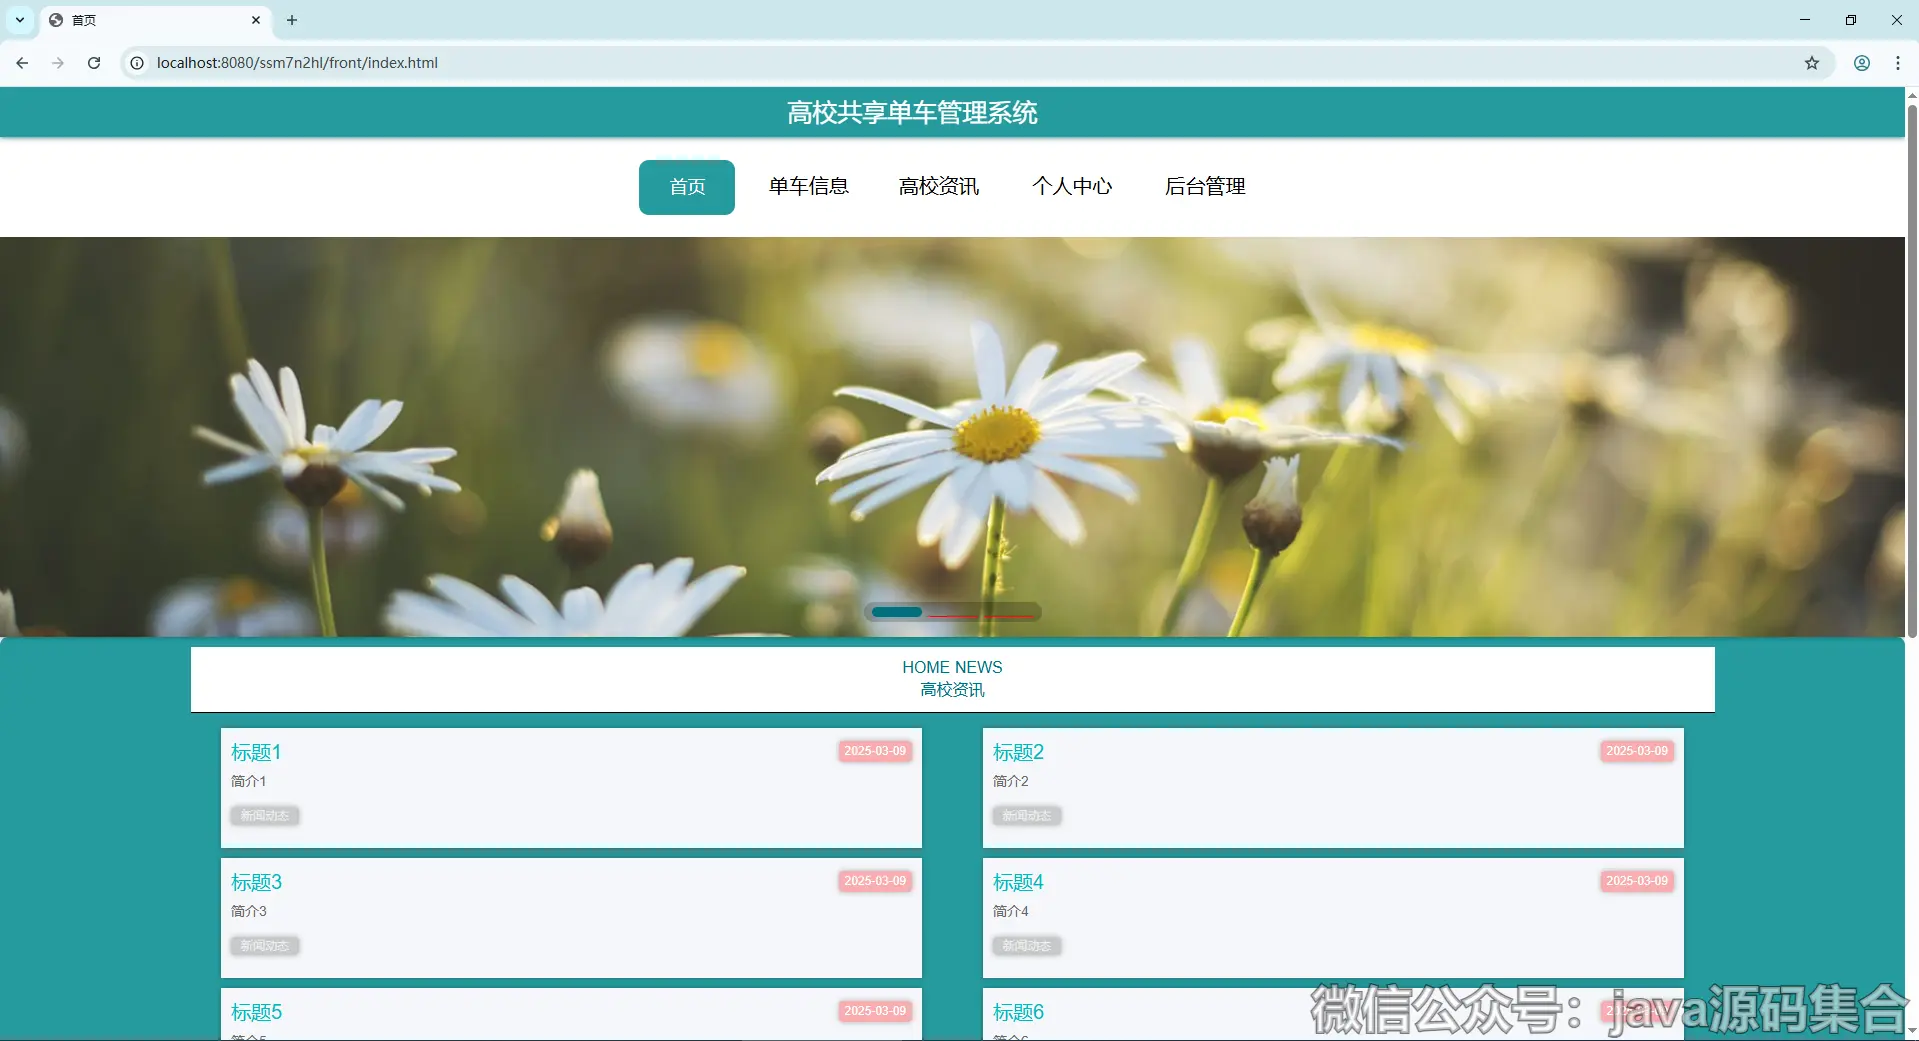 首页
localhost:8080/ssm7n2hl/front/index.html
高校共享单车管理系统
首页 单车信息 高校资讯 个人中心 后台管理
HOME NEWS
高校资讯
标题1 2025-03-09
简介1
新闻动态
标题2 2025-03-09
简介2
新闻动态
标题3 2025-03-09
简介3
新闻动态
标题4 2025-03-09
简介4
新闻动态
标题5 2025-03-09
标题6
微信公众号：java源码集合